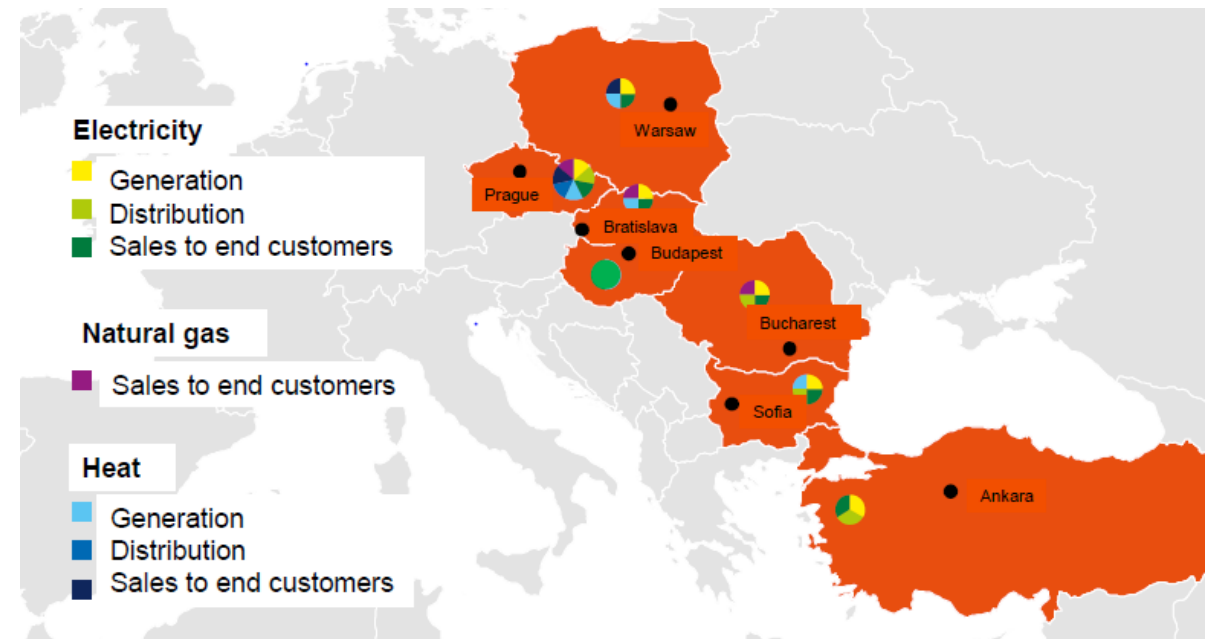 Electricity
Generation
Distribution
Sales to end customers
Natural gas
Sales to end customers
Heat
Generation
Distribution
Sales to end customers
Warsaw
Prague
Bratislava
Budapest
Bucharest
Sofia
Ankara